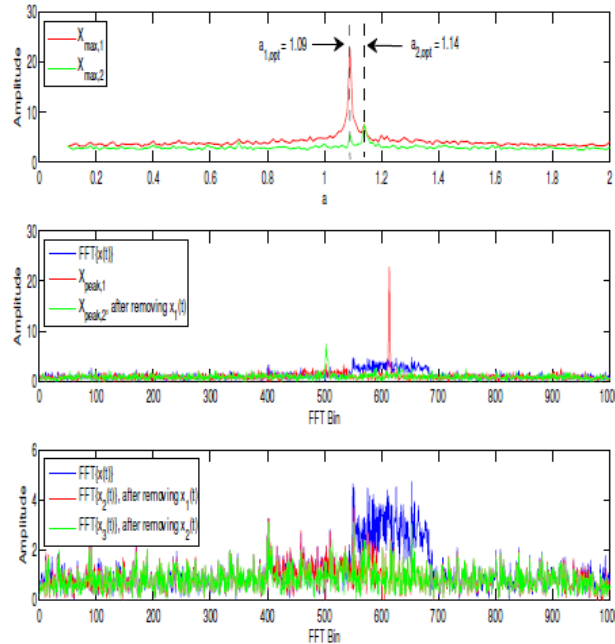 30
X_max,1
X_max,2
a_1,opt = 1.09
a_2,opt = 1.14
20
10
0
Amplitude
0 0.2 0.4 0.6 0.8 1 1.2 1.4 1.6 1.8 2
a
30
FFT{x(t)}
X_peak,1
X_peak,2, after removing x_1(t)
20
10
0
Amplitude
0 100 200 300 400 500 600 700 800 900 1000
FFT Bin
6
FFT{x(t)}
FFT{x_2(t)}, after removing x_1(t)
FFT{x_3(t)}, after removing x_2(t)
4
2
0
Amplitude
0 100 200 300 400 500 600 700 800 900 1000
FFT Bin